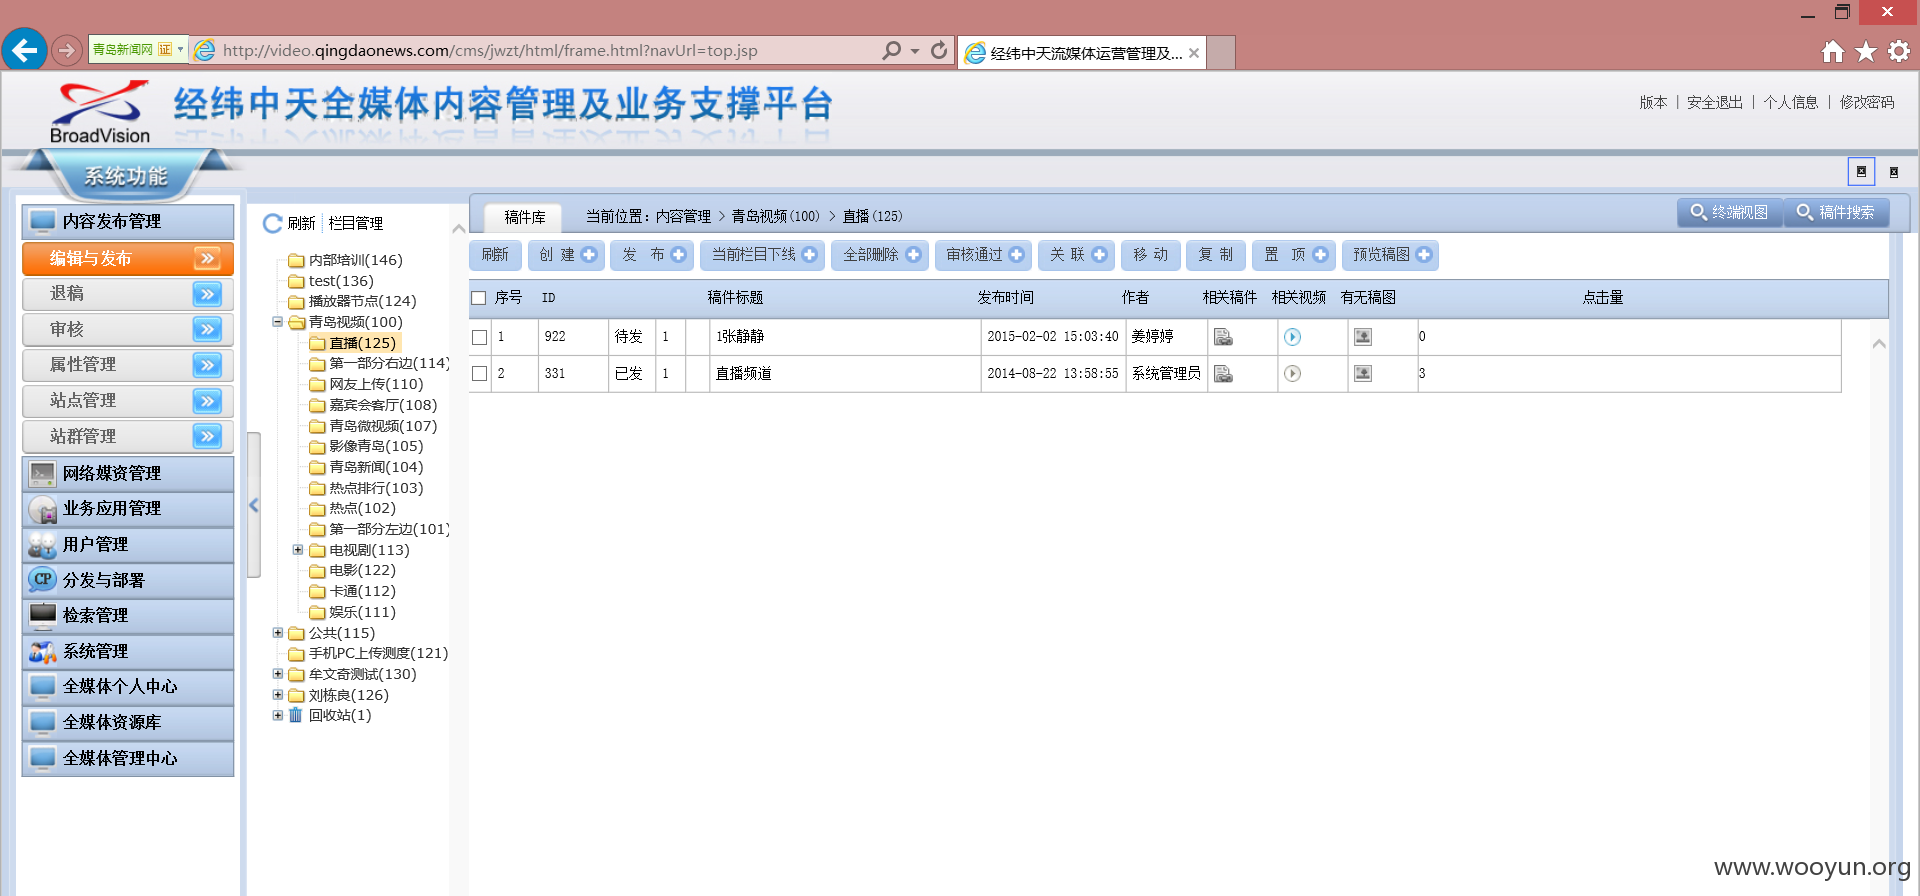 青岛新闻网 证
http://video.qingdaonews.com/cms/jwzt/html/frame.html?navUrl=top.jsp
经纬中天流媒体运营管理及...
BroadVision
经纬中天全媒体内容管理及业务支撑平台
版本 | 安全退出 | 个人信息 | 修改密码
系统功能
内容发布管理
编辑与发布
退稿
审核
属性管理
站点管理
站群管理
网络媒资管理
业务应用管理
用户管理
CP 分发与部署
检索管理
系统管理
全媒体个人中心
全媒体资源库
全媒体管理中心
刷新 栏目管理
内部培训(146)
test(136)
播放器节点(124)
青岛视频(100)
直播(125)
第一部分右边(114)
网友上传(110)
嘉宾会客厅(108)
青岛微视频(107)
影像青岛(105)
青岛新闻(104)
热点排行(103)
热点(102)
第一部分左边(101)
电视剧(113)
电影(122)
卡通(112)
娱乐(111)
公共(115)
手机PC上传测度(121)
牟文奇测试(130)
刘栋良(126)
回收站(1)
稿件库 当前位置：内容管理 > 青岛视频(100) > 直播(125) 终端视图 稿件搜索
刷新 创 建 发 布 当前栏目下线 全部删除 审核通过 关 联 移 动 复 制 置 顶 预览稿图
序号 ID 稿件标题 发布时间 作者 相关稿件 相关视频 有无稿图 点击量
1 922 待发 1 1张静静 2015-02-02 15:03:40 姜婷婷 0
2 331 已发 1 直播频道 2014-08-22 13:58:55 系统管理员 3
www.wooyun.org